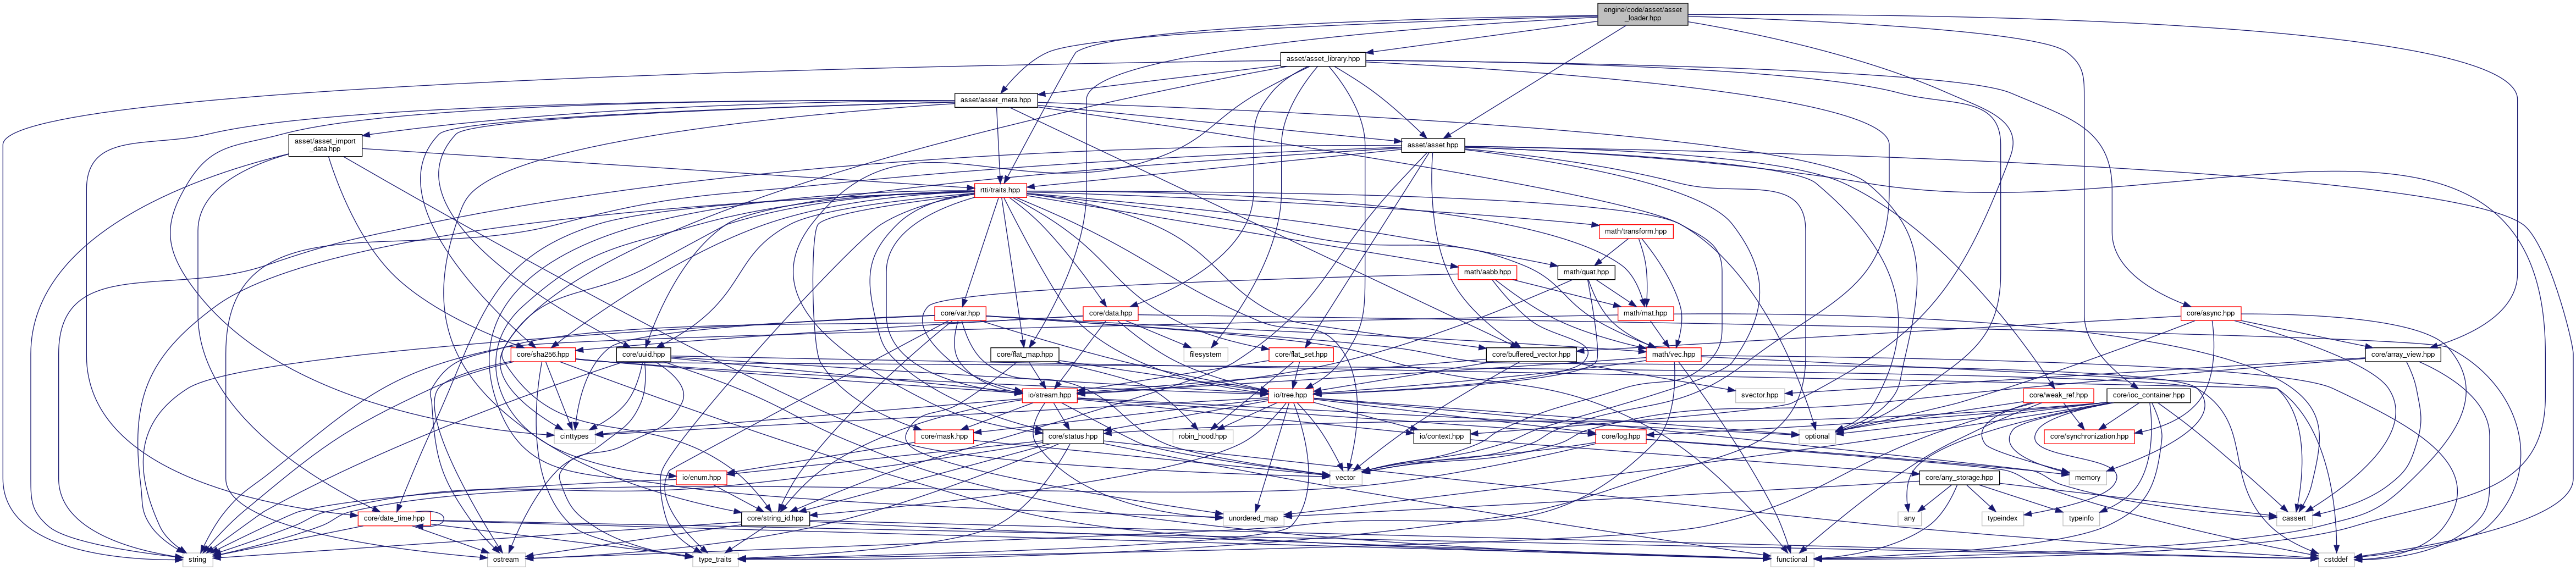 engine/code/asset/asset
_loader.hpp
asset/asset_library.hpp
asset/asset_meta.hpp
asset/asset_import
_data.hpp
asset/asset.hpp
rtti/traits.hpp
math/transform.hpp
math/aabb.hpp
math/quat.hpp
core/var.hpp
core/data.hpp
math/mat.hpp
core/async.hpp
core/sha256.hpp
core/uuid.hpp
core/flat_map.hpp
filesystem
core/flat_set.hpp
core/buffered_vector.hpp
math/vec.hpp
core/array_view.hpp
io/stream.hpp
io/tree.hpp
svector.hpp
core/weak_ref.hpp
core/ioc_container.hpp
cinttypes
core/mask.hpp
core/status.hpp
robin_hood.hpp
io/context.hpp
core/log.hpp
optional
core/synchronization.hpp
io/enum.hpp
vector
core/any_storage.hpp
memory
core/date_time.hpp
core/string_id.hpp
unordered_map
any
typeindex
typeinfo
cassert
string
ostream
type_traits
functional
cstddef